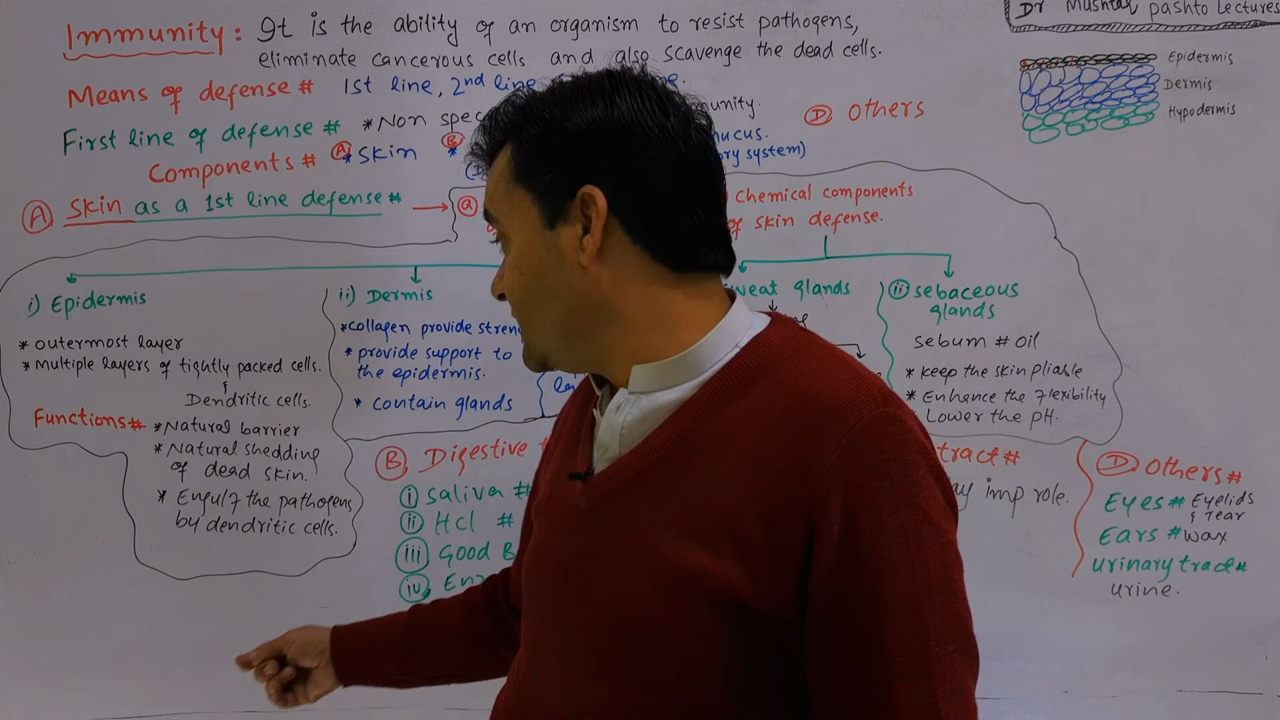 Immunity: It is the ability of an organism to resist pathogens,
eliminate cancerous cells and also scavenge the dead cells.
Means of defense # 1st line, 2nd line
First line of defense # * Non
Components # (A) * Skin (B) *
mucus.
system)
(D) Others
Dr Mushtaq pashto Lectures
Epidermis
Dermis
Hypodermis
(A) Skin as a 1st line defense # → (a)
Chemical components
of skin defense.
i) Epidermis
* outermost layer
* Multiple layers of tightly packed cells.
&
Dendritic cells.
Functions # * Natural barrier
* Natural shedding
of dead skin.
* Engulf the pathogens
by dendritic cells.
ii) Dermis
* collagen provide
* provide support to
the epidermis.
* contain glands
sweat glands
(ii) sebaceous
glands
sebum # oil
* Keep the skin pliable
* Enhance the flexibility
* Lower the pH.
(B) Digestive
(i) saliva #
(ii) Hcl #
(iii) Good
(iv)
tract #
imp role.
(D) Others #
Eyes # Eyelids
& Tear
Ears # wax
urinary tract #
urine.